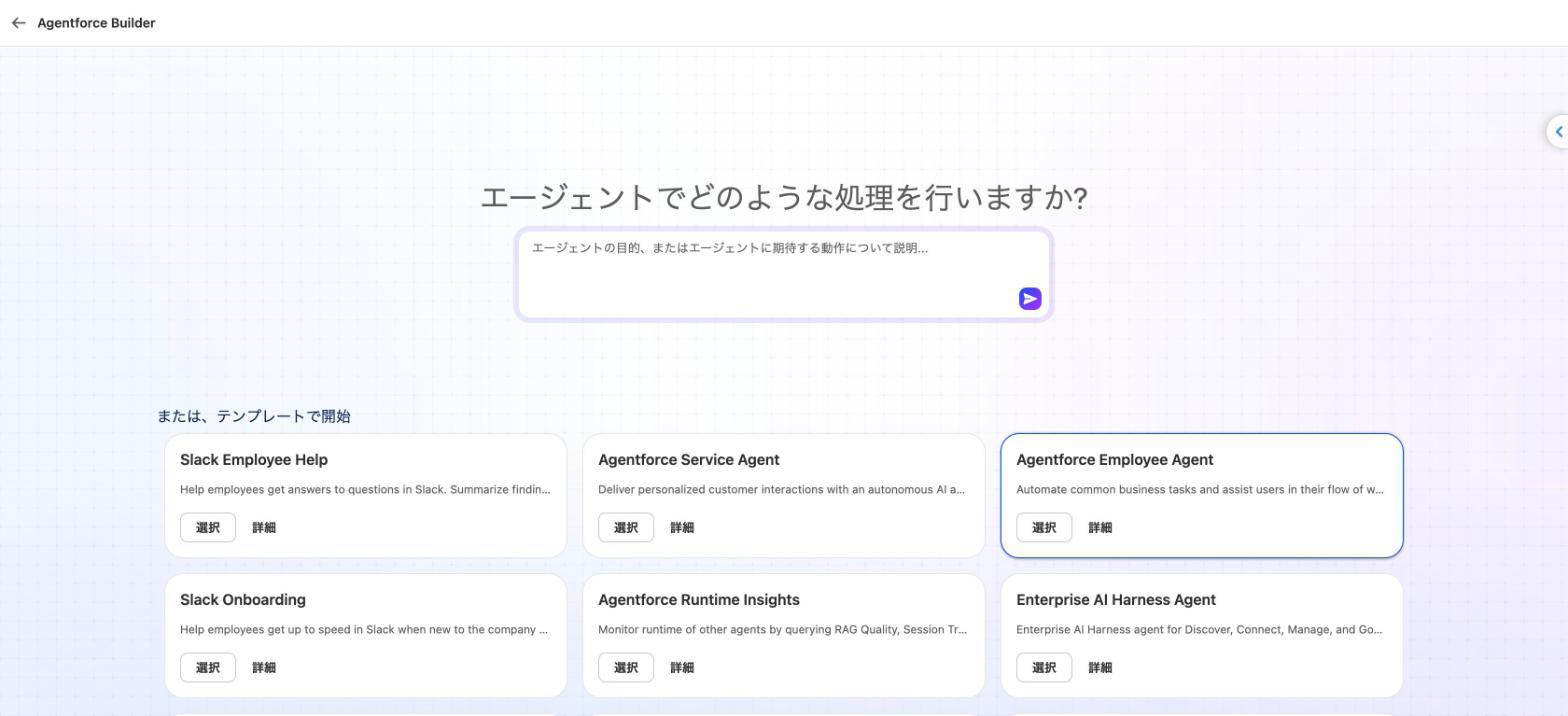 Agentforce Builder
エージェントでどのような処理を行いますか?
エージェントの目的、またはエージェントに期待する動作について説明...
または、テンプレートで開始
Slack Employee Help
Help employees get answers to questions in Slack. Summarize findin...
選択 詳細
Agentforce Service Agent
Deliver personalized customer interactions with an autonomous AI a...
選択 詳細
Agentforce Employee Agent
Automate common business tasks and assist users in their flow of w...
選択 詳細
Slack Onboarding
Help employees get up to speed in Slack when new to the company ...
選択 詳細
Agentforce Runtime Insights
Monitor runtime of other agents by querying RAG Quality, Session Tr...
選択 詳細
Enterprise AI Harness Agent
Enterprise AI Harness agent for Discover, Connect, Manage, and Go...
選択 詳細